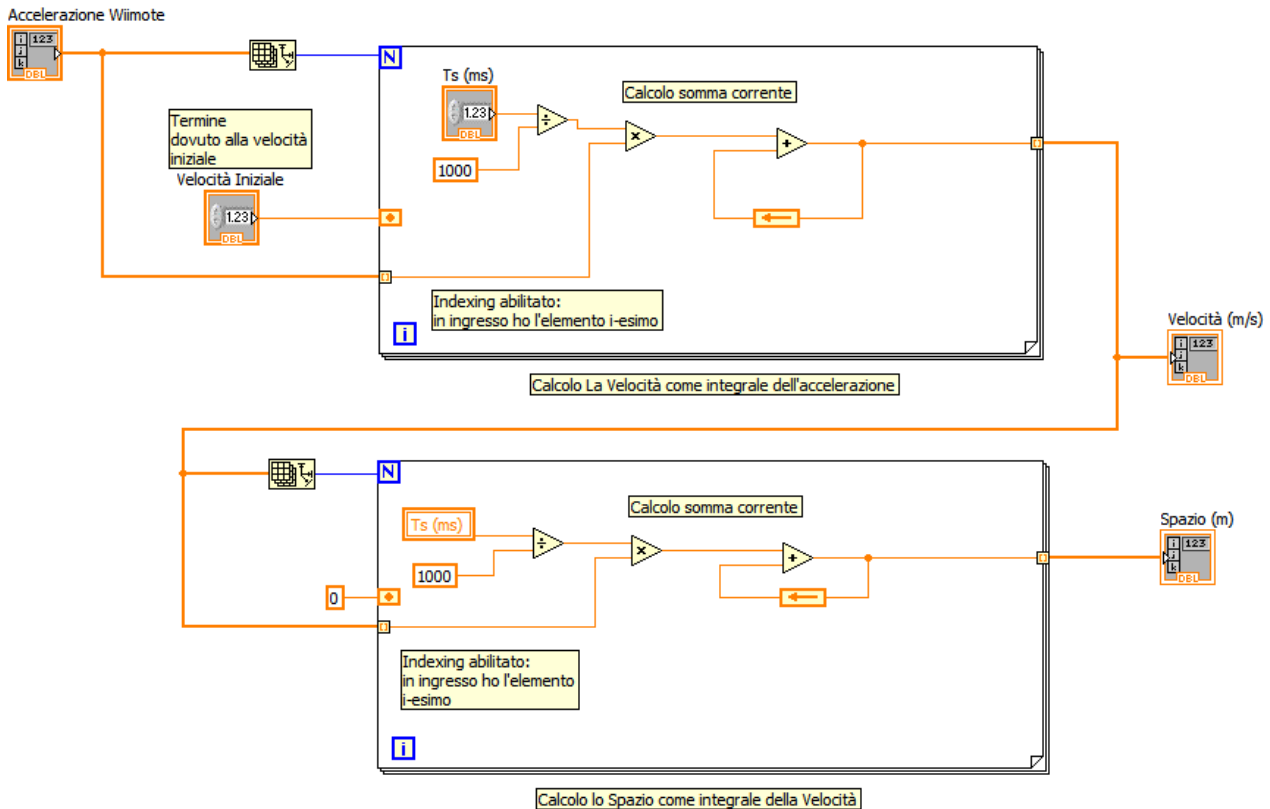 Accelerazione Wiimote
i
j
k
123
DBL
N
Ts (ms)
1.23
DBL
Calcolo somma corrente
÷
×
+
1000
Termine
dovuto alla velocità
iniziale
Velocità Iniziale
1.23
DBL
Indexing abilitato:
in ingresso ho l'elemento i-esimo
i
Calcolo La Velocità come integrale dell'accelerazione
Velocità (m/s)
i
j
k
123
DBL
N
Ts (ms)
Calcolo somma corrente
÷
×
+
1000
0
Indexing abilitato:
in ingresso ho l'elemento
i-esimo
i
Calcolo lo Spazio come integrale della Velocità
Spazio (m)
i
j
k
123
DBL